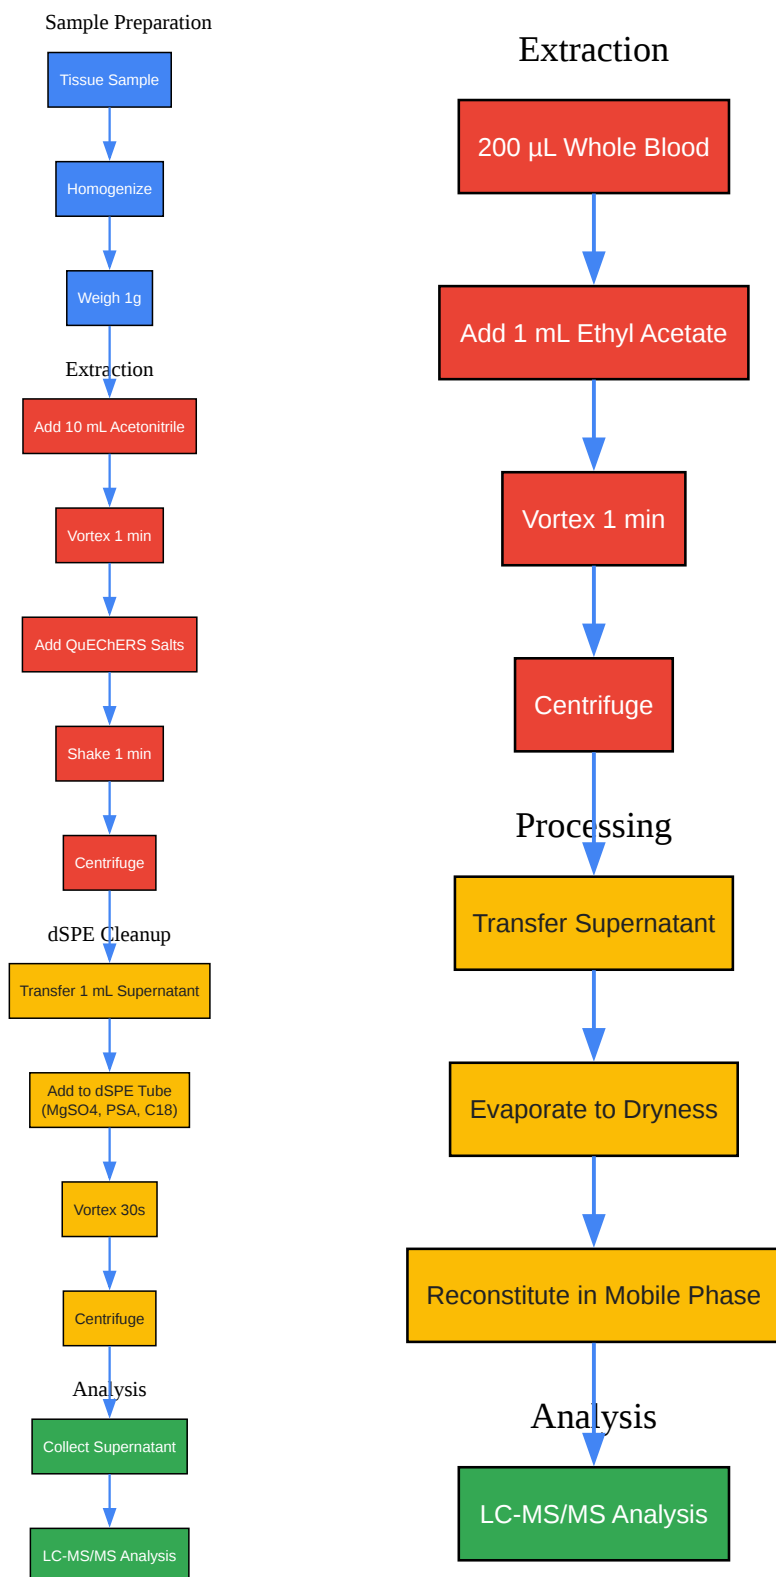 Sample Preparation
Tissue Sample
Homogenize
Weigh 1g
Extraction
Add 10 mL Acetonitrile
Vortex 1 min
Add QuEChERS Salts
Shake 1 min
Centrifuge
dSPE Cleanup
Transfer 1 mL Supernatant
Add to dSPE Tube
(MgSO4, PSA, C18)
Vortex 30s
Centrifuge
Analysis
Collect Supernatant
LC-MS/MS Analysis
Extraction
200 µL Whole Blood
Add 1 mL Ethyl Acetate
Vortex 1 min
Centrifuge
Processing
Transfer Supernatant
Evaporate to Dryness
Reconstitute in Mobile Phase
Analysis
LC-MS/MS Analysis